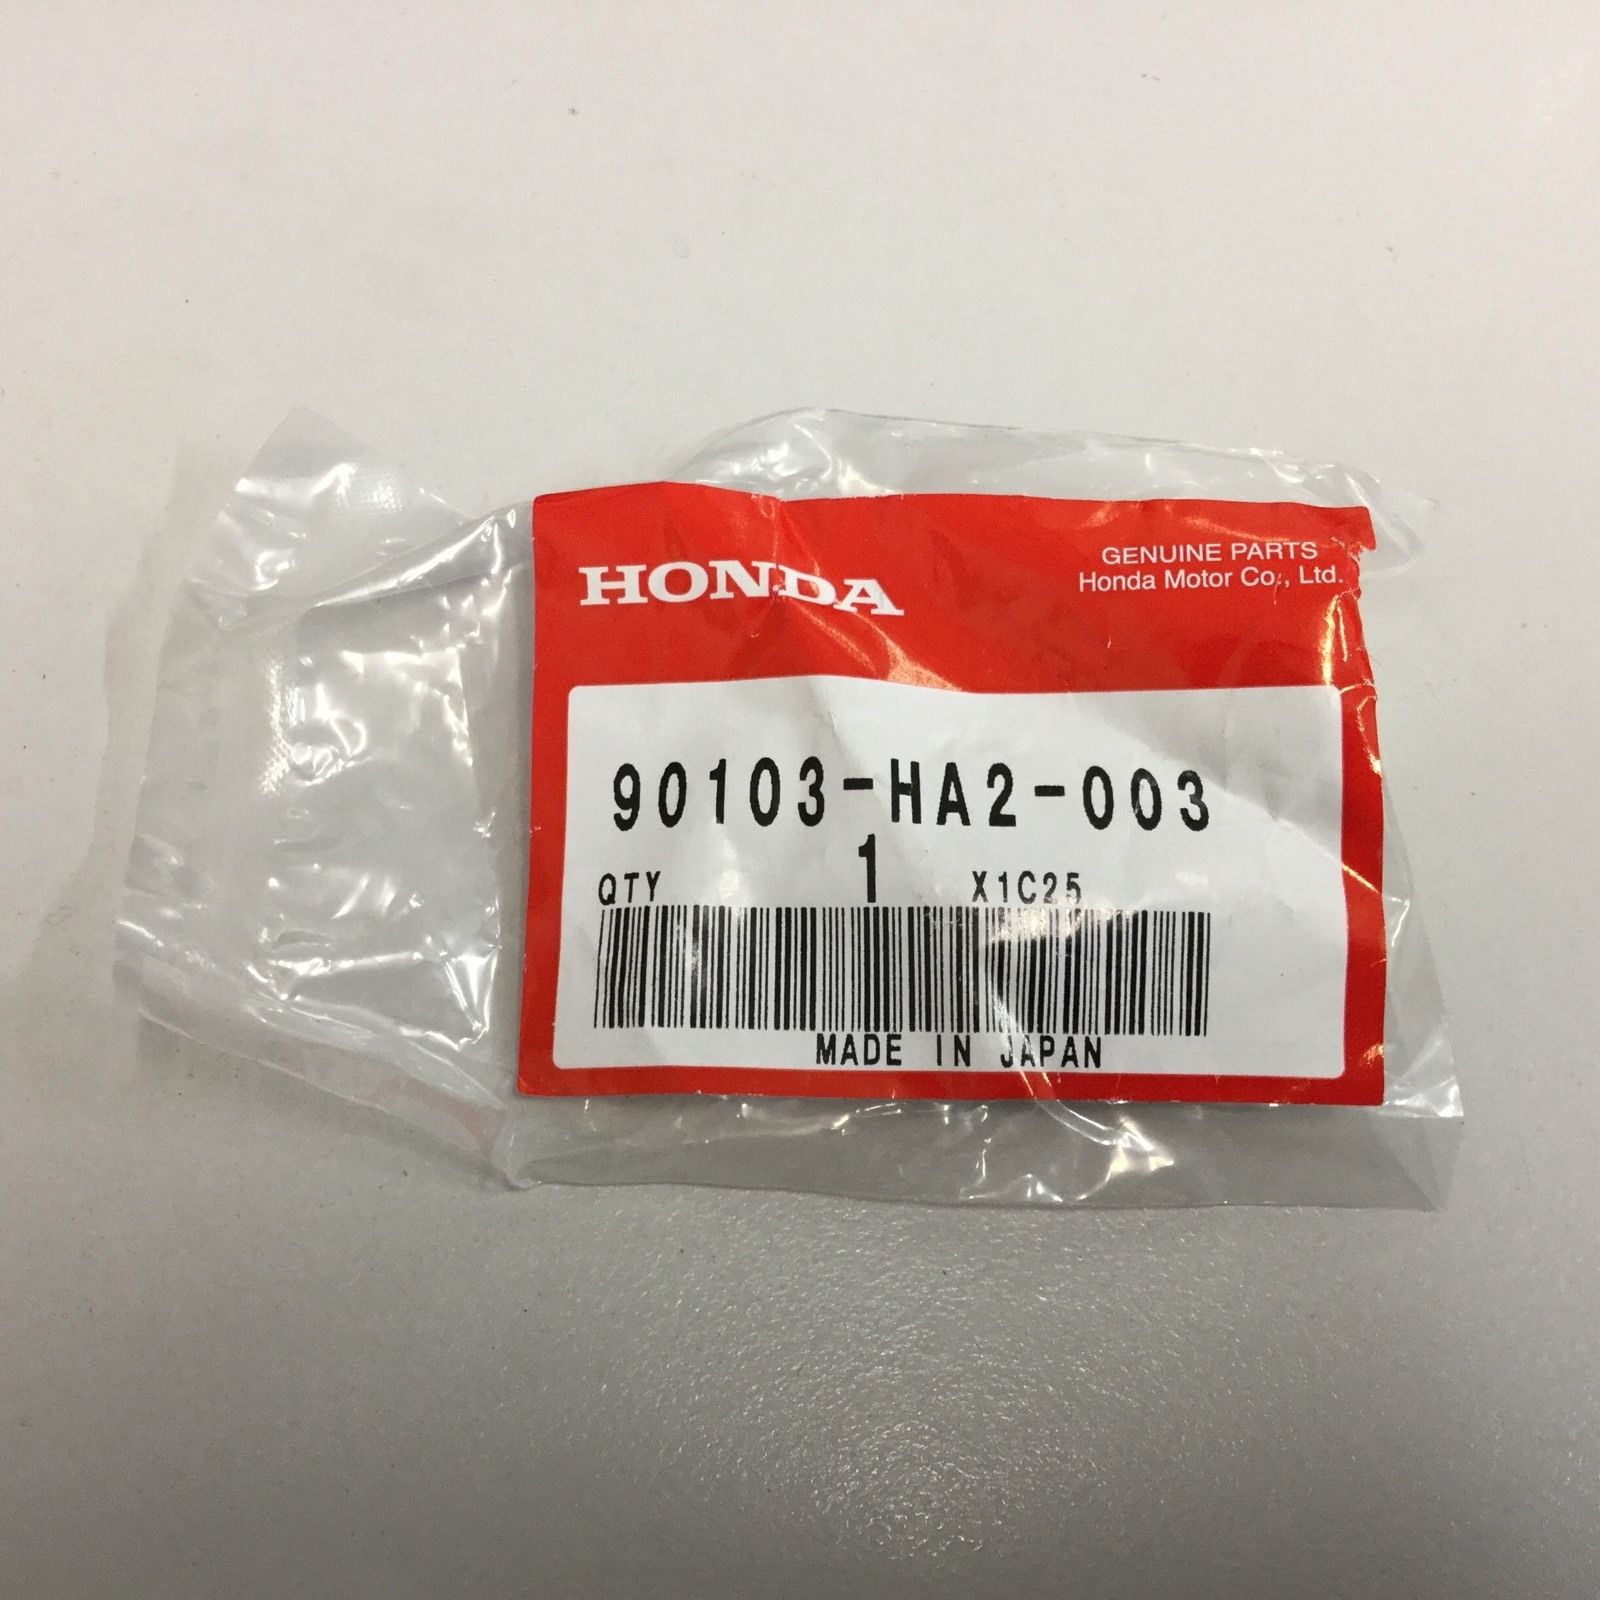 HONDA
GENUINE PARTS
Honda Motor Co., Ltd.
90103-HA2-003
QTY 1 X1C25
MADE IN JAPAN